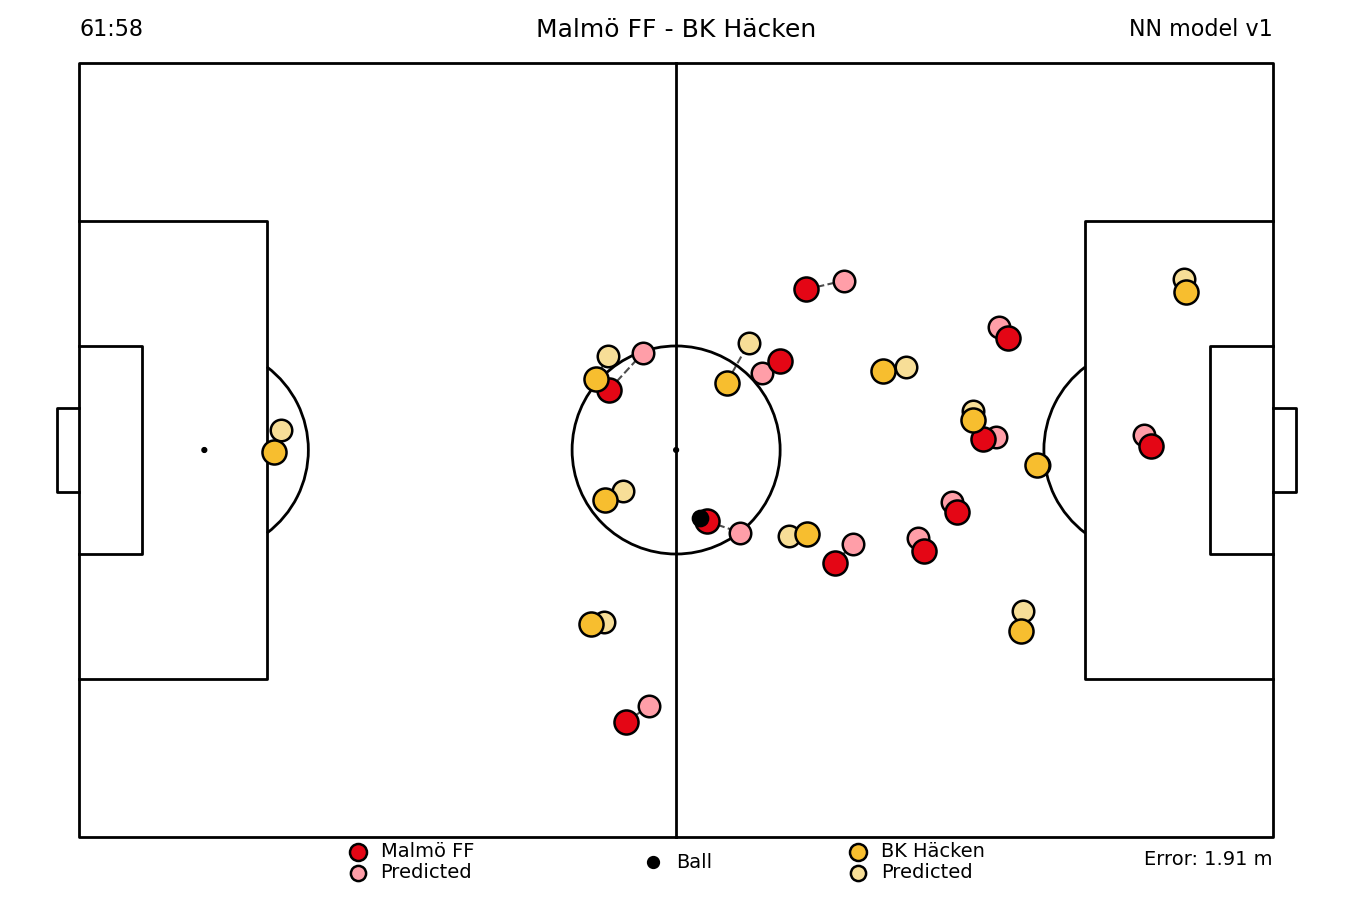 61:58
Malmö FF - BK Häcken
NN model v1
Malmö FF
Predicted
Ball
BK Häcken
Predicted
Error: 1.91 m